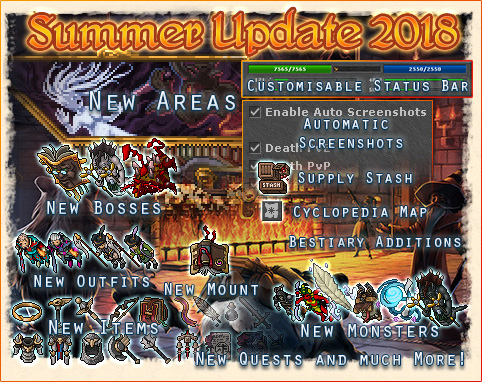 Summer Update 2018
7565/7565
2550/2550
Customisable Status Bar
New Areas
Enable Auto Screenshots
Automatic
Screenshots
Death
PvP
STASH
Supply Stash
New Bosses
Cyclopedia Map
Bestiary Additions
New Outfits
New Mount
New Items
New Monsters
New Quests and much More!